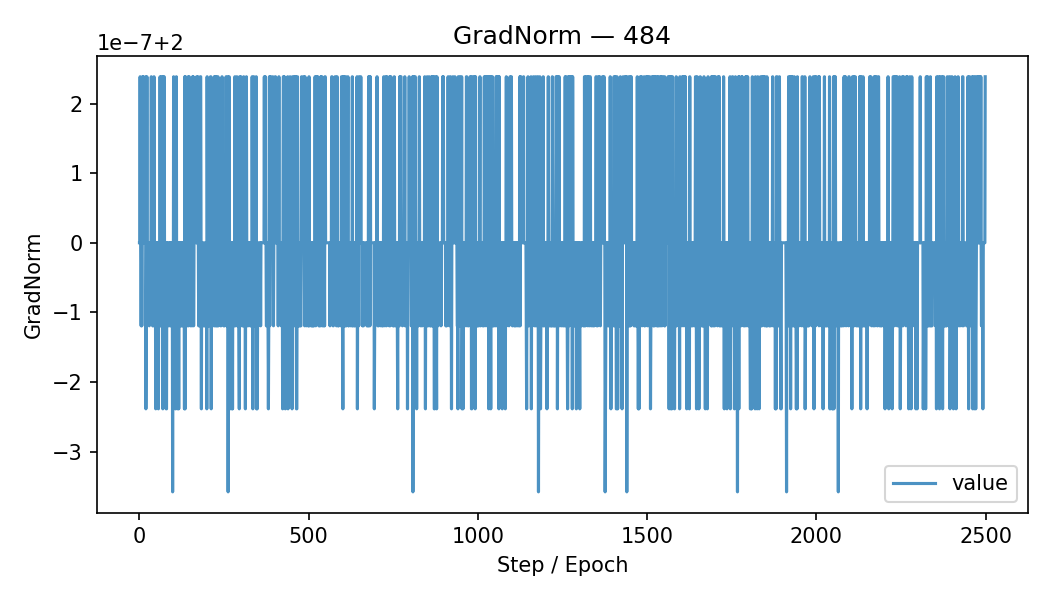 GradNorm — 484
1e−7+2
2
1
0
−1
−2
−3
GradNorm
value
0 500 1000 1500 2000 2500
Step / Epoch